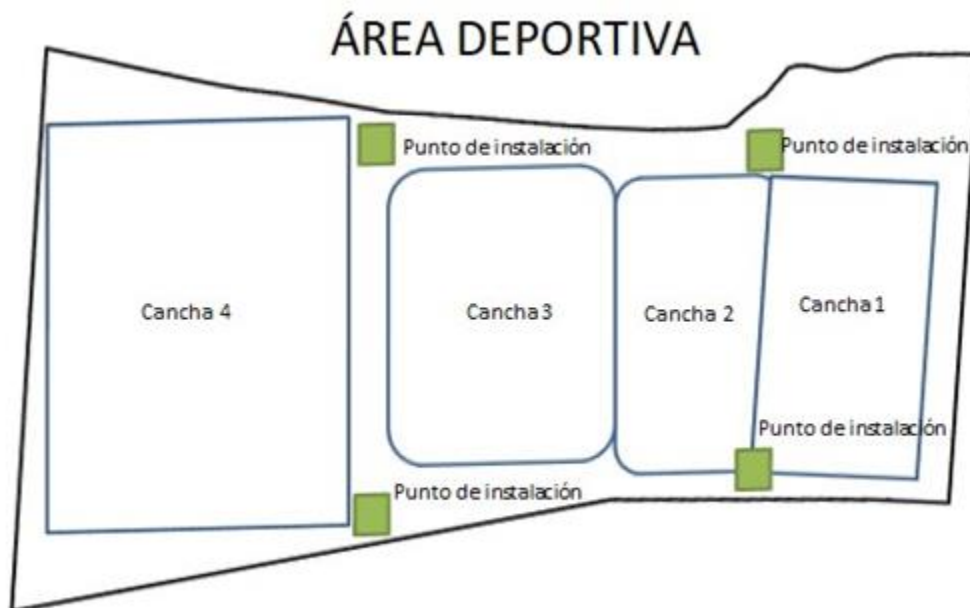 ÁREA DEPORTIVA
Punto de instalación
Punto de instalación
Cancha 4
Cancha 3
Cancha 2
Cancha 1
Punto de instalación
Punto de instalación